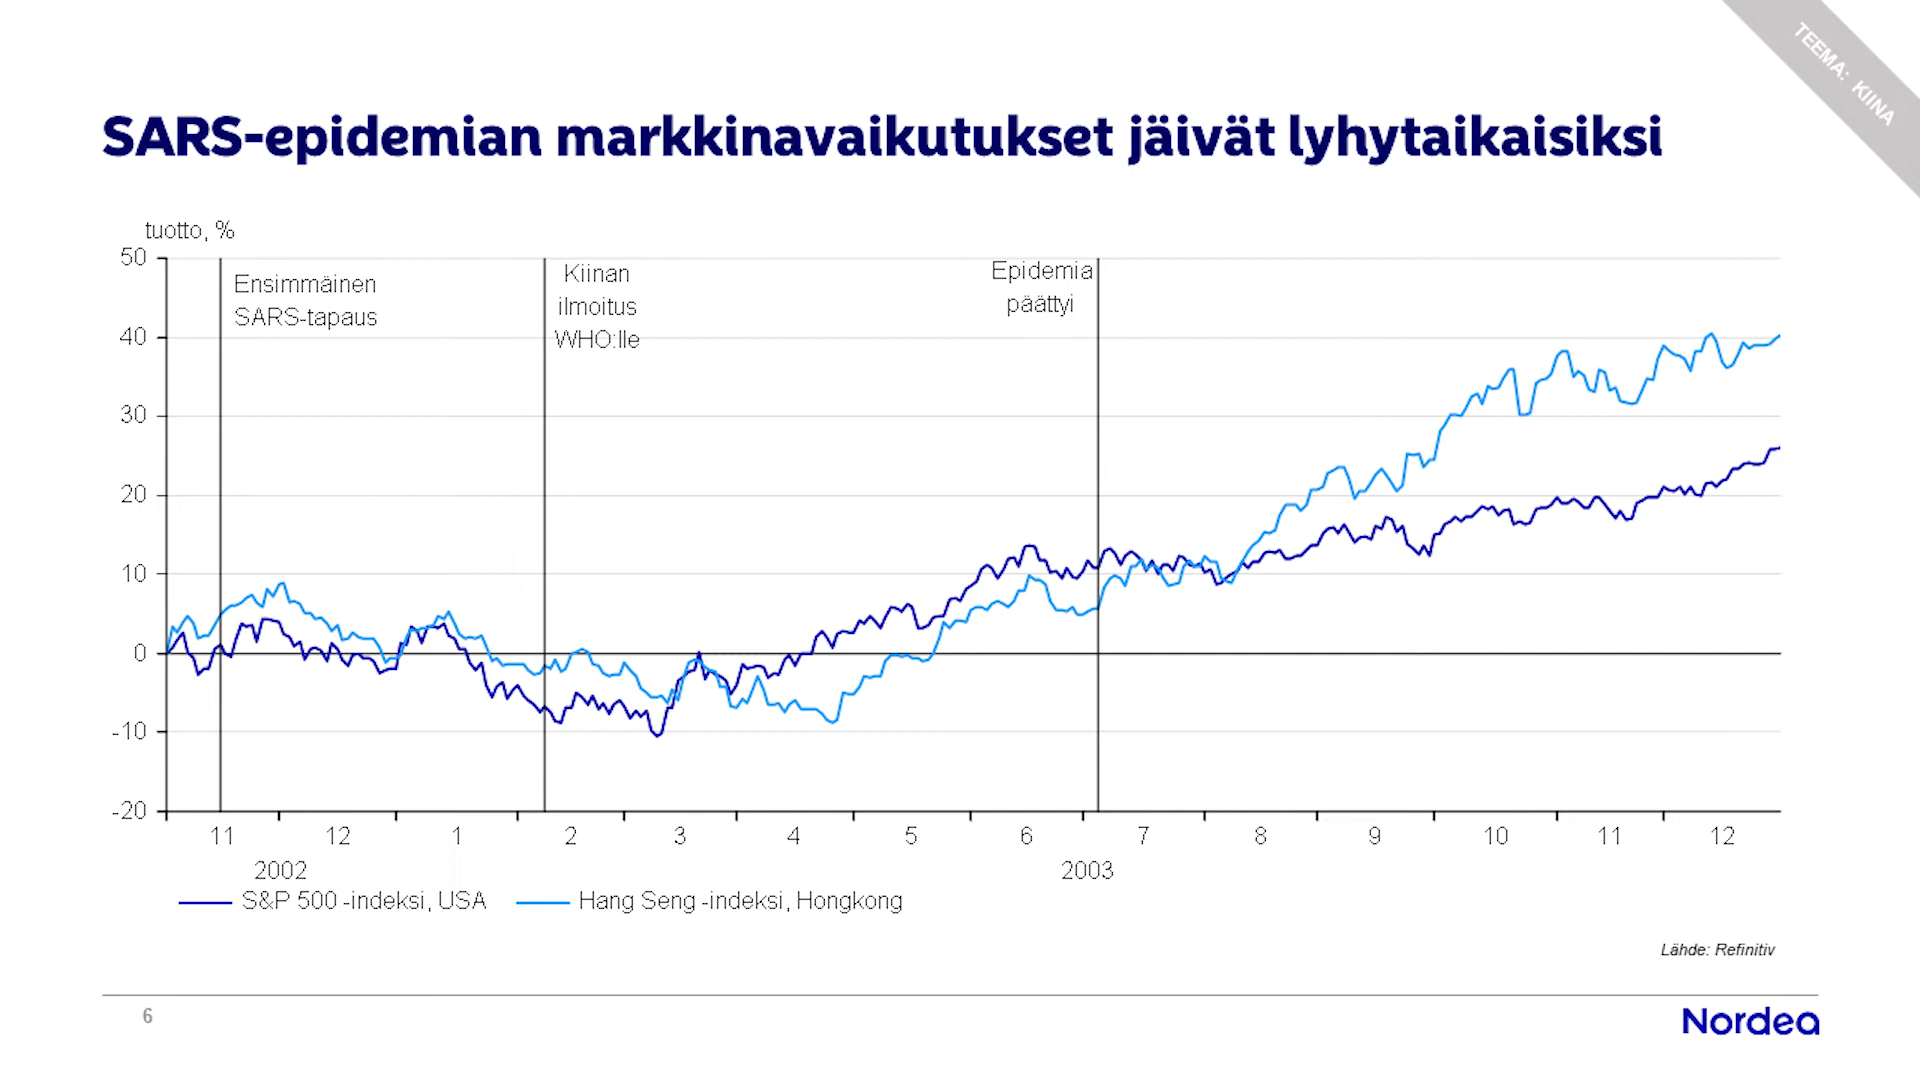 TEEMA: KIINA
SARS-epidemian markkinavaikutukset jäivät lyhytaikaisiksi
tuotto, %
50
40
30
20
10
0
-10
-20
Ensimmäinen
SARS-tapaus
Kiinan
ilmoitus
WHO:lle
Epidemia
päättyi
11 12 1 2 3 4 5 6 7 8 9 10 11 12
2002 2003
S&P 500 -indeksi, USA Hang Seng -indeksi, Hongkong
Lähde: Refinitiv
6 Nordea